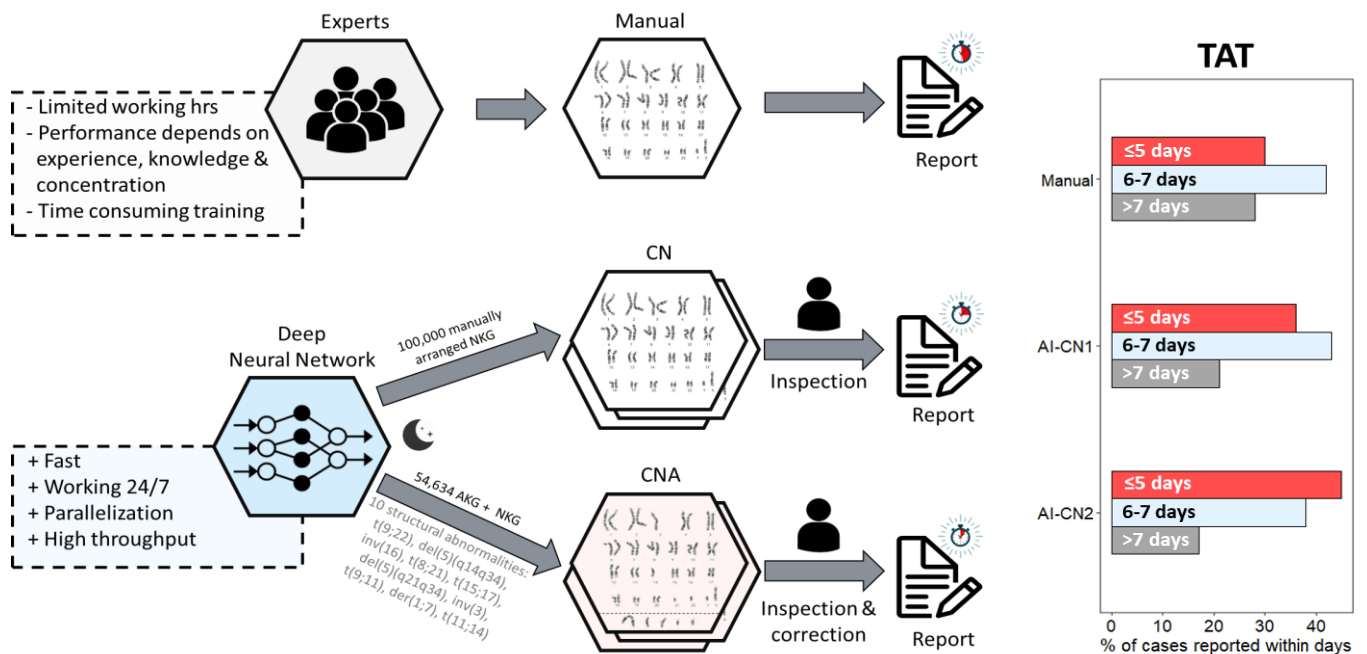 Experts
Manual
- Limited working hrs
- Performance depends on
experience, knowledge &
concentration
- Time consuming training
Report
Deep
Neural Network
+ Fast
+ Working 24/7
+ Parallelization
+ High throughput
100,000 manually
arranged NKG
CN
Inspection
Report
54,634 AKG + NKG
10 structural abnormalities:
t(9;22), del(5)(q14q34),
inv(16), t(8;21), t(15;17),
del(5)(q21q34), inv(3),
t(9;11), der(1;7), t(11;14)
CNA
Inspection &
correction
Report
TAT
Manual
≤5 days
6-7 days
>7 days
AI-CN1
≤5 days
6-7 days
>7 days
AI-CN2
≤5 days
6-7 days
>7 days
0 10 20 30 40
% of cases reported within days